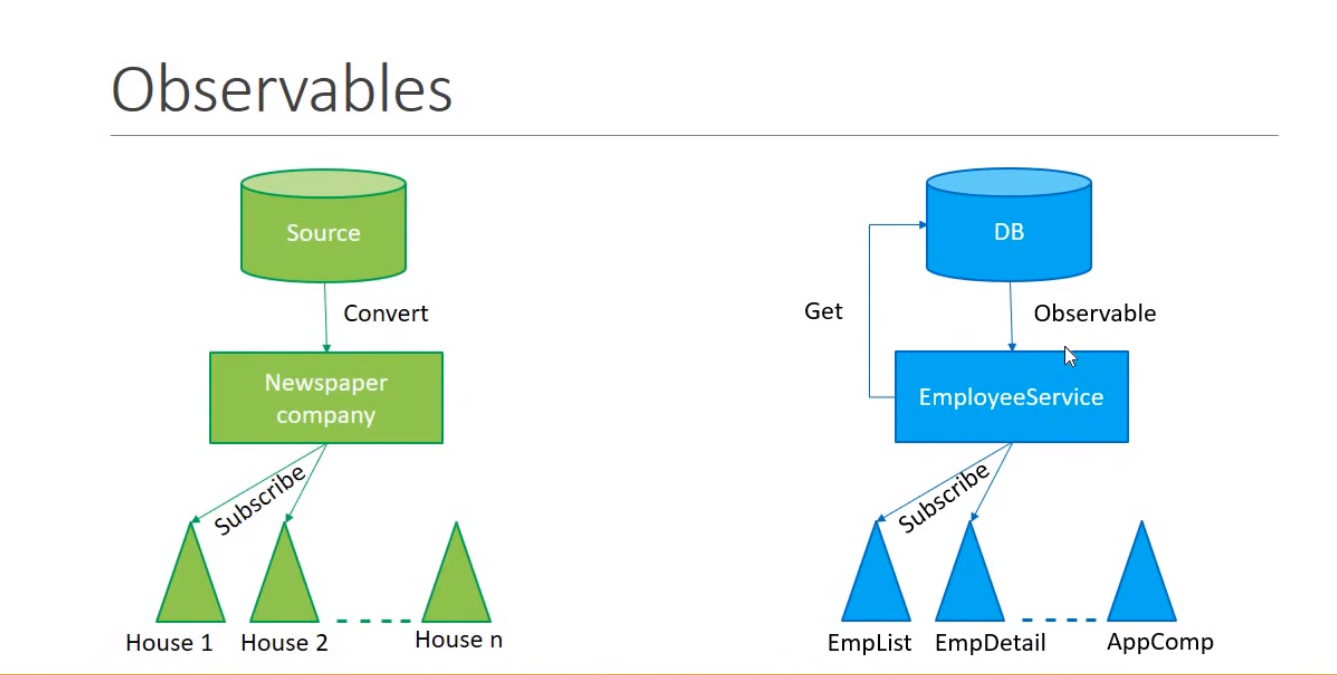 Observables
Source
Convert
Newspaper
company
Subscribe
House 1
House 2
House n
DB
Get
Observable
EmployeeService
Subscribe
EmpList
EmpDetail
AppComp